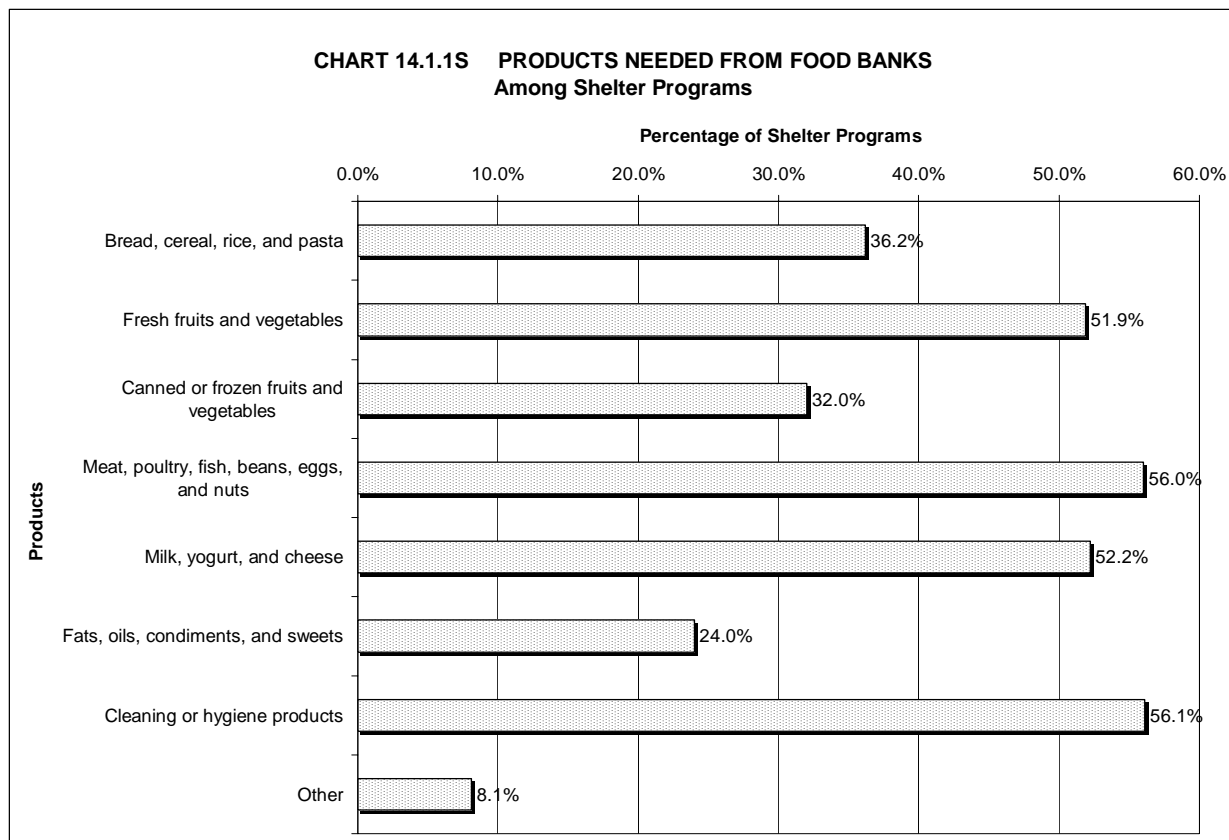 CHART 14.1.1S PRODUCTS NEEDED FROM FOOD BANKS
Among Shelter Programs
Percentage of Shelter Programs
0.0% 10.0% 20.0% 30.0% 40.0% 50.0% 60.0%
Products
Bread, cereal, rice, and pasta 36.2%
Fresh fruits and vegetables 51.9%
Canned or frozen fruits and
vegetables 32.0%
Meat, poultry, fish, beans, eggs,
and nuts 56.0%
Milk, yogurt, and cheese 52.2%
Fats, oils, condiments, and sweets 24.0%
Cleaning or hygiene products 56.1%
Other 8.1%